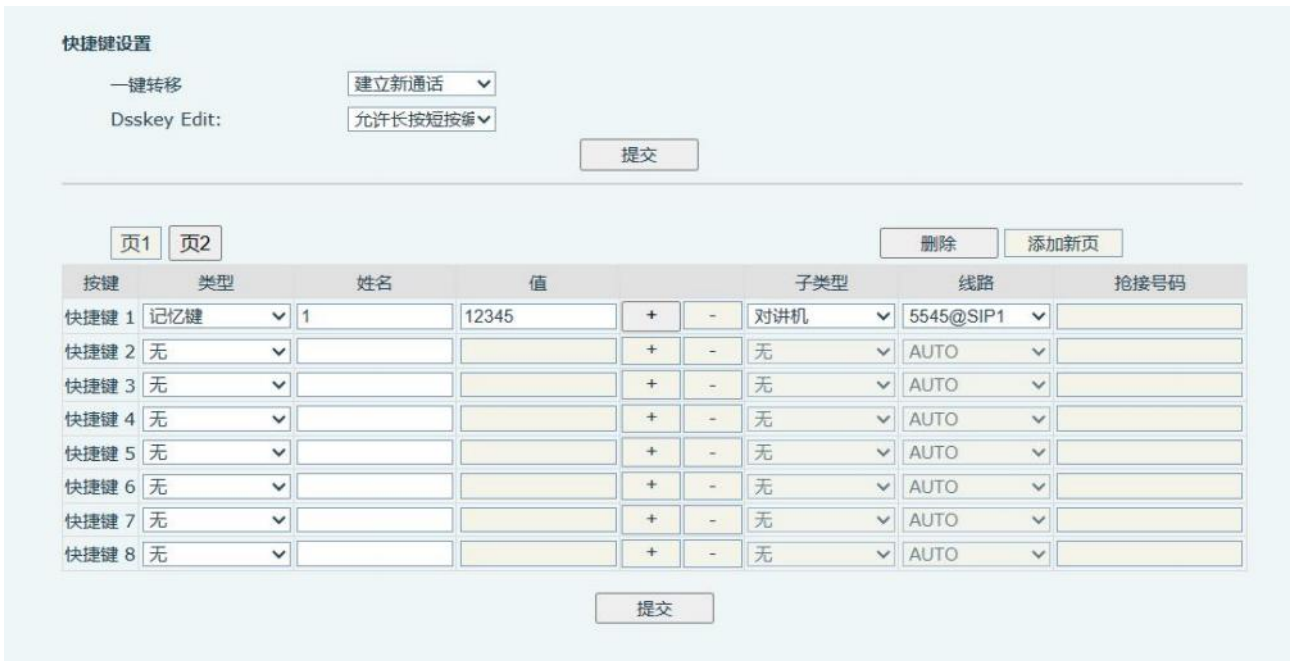 快捷键设置
一键转移 建立新通话
Dsskey Edit: 允许长按短按编
提交
页1 页2 删除 添加新页
按键 类型 姓名 值 子类型 线路 抢接号码
快捷键 1 记忆键 1 12345 + - 对讲机 5545@SIP1
快捷键 2 无 + - 无 AUTO
快捷键 3 无 + - 无 AUTO
快捷键 4 无 + - 无 AUTO
快捷键 5 无 + - 无 AUTO
快捷键 6 无 + - 无 AUTO
快捷键 7 无 + - 无 AUTO
快捷键 8 无 + - 无 AUTO
提交